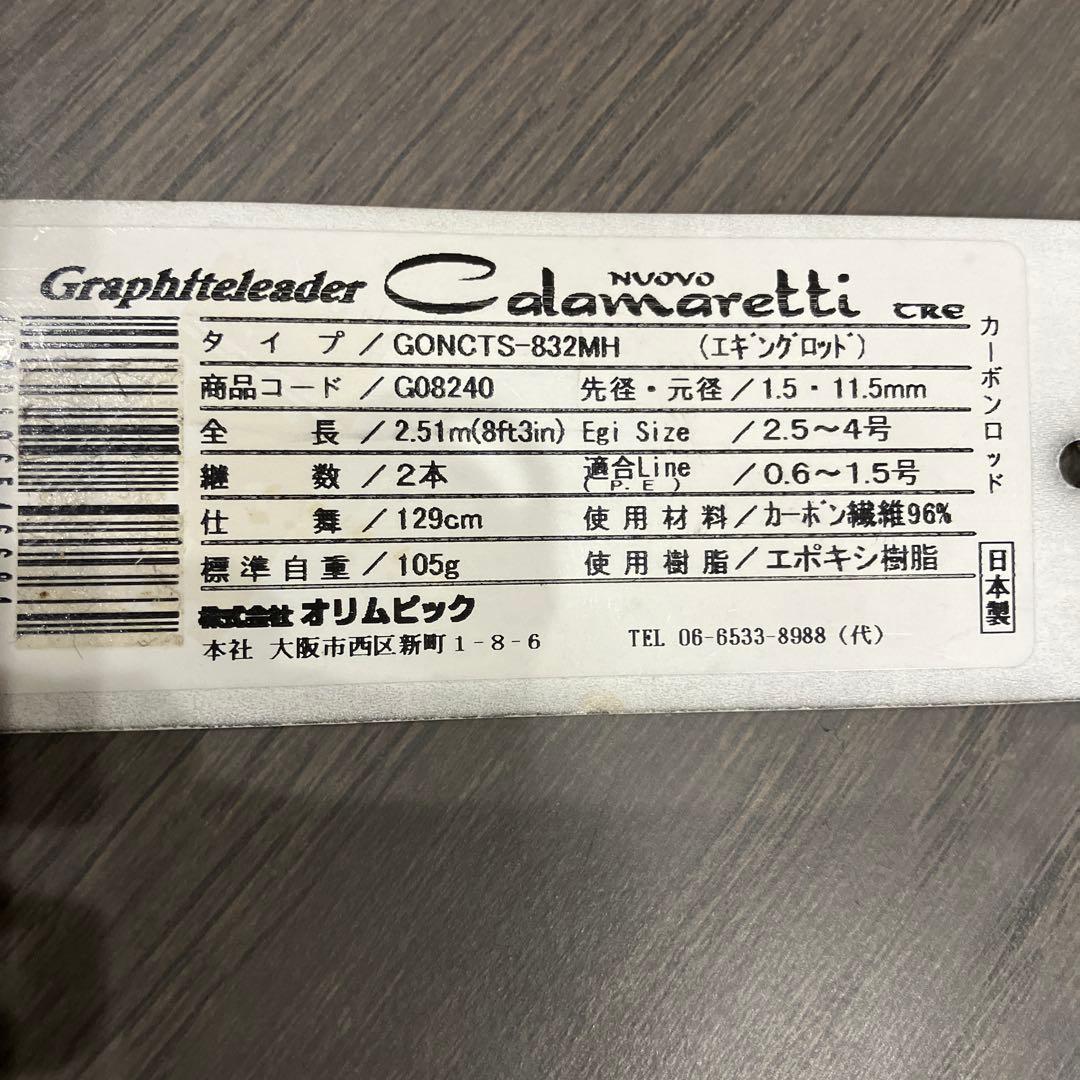 Graphiteleader Calamaretti NUOVO TRE
タイプ／GONCTS-832MH （ｴｷﾞﾝｸﾞﾛｯﾄﾞ）
商品コード／G08240 先径・元径／1.5・11.5mm
全長／2.51m(8ft3in) Egi Size ／2.5～4号
継数／2本 適合Line (P.E) ／0.6～1.5号
仕舞／129cm 使用材料／ｶｰﾎﾞﾝ繊維96%
標準自重／105g 使用樹脂／エポキシ樹脂
株式会社 オリムピック
本社 大阪市西区新町1-8-6 TEL 06-6533-8988（代）
カーボンロッド
日本製